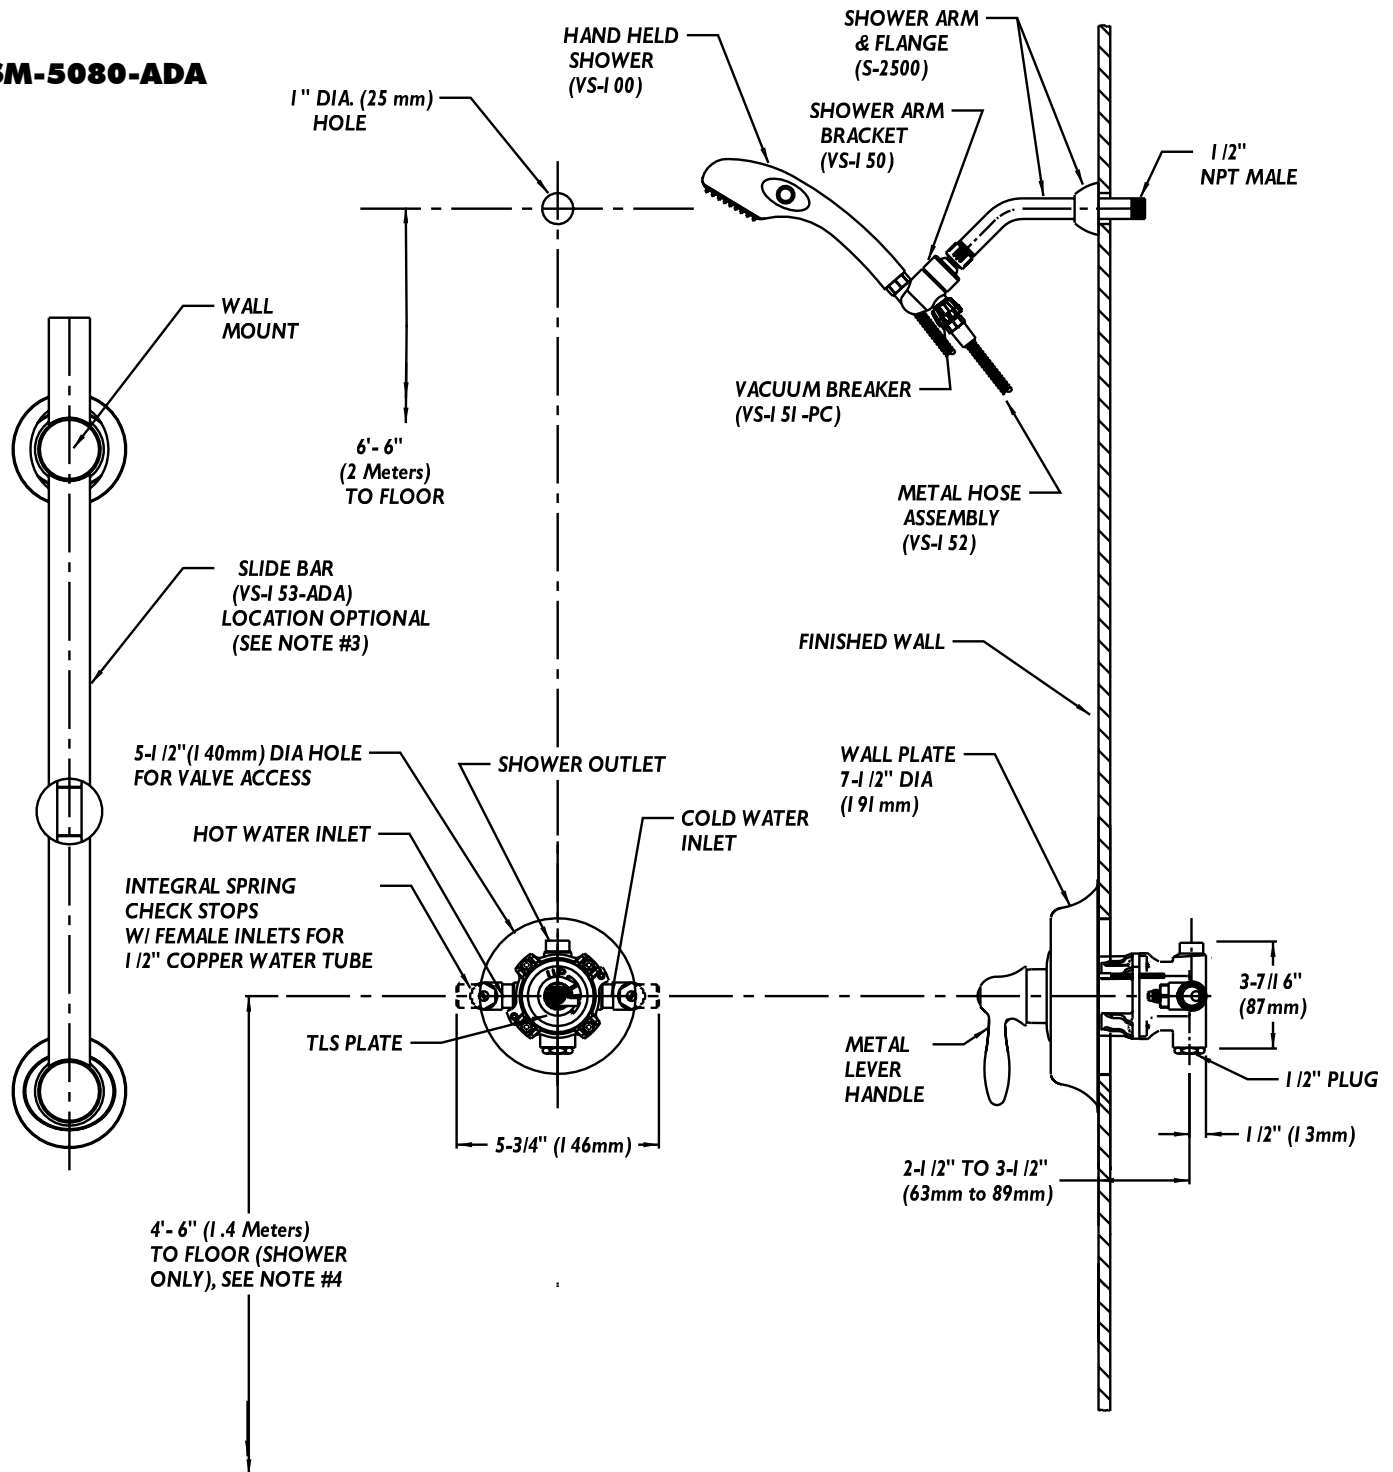 SM-5080-ADA
HAND HELD
SHOWER
(VS-100)
SHOWER ARM
& FLANGE
(S-2500)
1" DIA. (25 mm)
HOLE
SHOWER ARM
BRACKET
(VS-150)
1/2"
NPT MALE
WALL
MOUNT
VACUUM BREAKER
(VS-151-PC)
6'-6"
(2 Meters)
TO FLOOR
METAL HOSE
ASSEMBLY
(VS-152)
SLIDE BAR
(VS-153-ADA)
LOCATION OPTIONAL
(SEE NOTE #3)
FINISHED WALL
5-1/2"(140mm) DIA HOLE
FOR VALVE ACCESS
SHOWER OUTLET
WALL PLATE
7-1/2" DIA
(191mm)
HOT WATER INLET
COLD WATER
INLET
INTEGRAL SPRING
CHECK STOPS
W/ FEMALE INLETS FOR
1/2" COPPER WATER TUBE
3-7/16"
(87mm)
TLS PLATE
METAL
LEVER
HANDLE
1/2" PLUG
5-3/4" (146mm)
1/2" (13mm)
2-1/2" TO 3-1/2"
(63mm to 89mm)
4'-6" (1.4 Meters)
TO FLOOR (SHOWER
ONLY), SEE NOTE #4